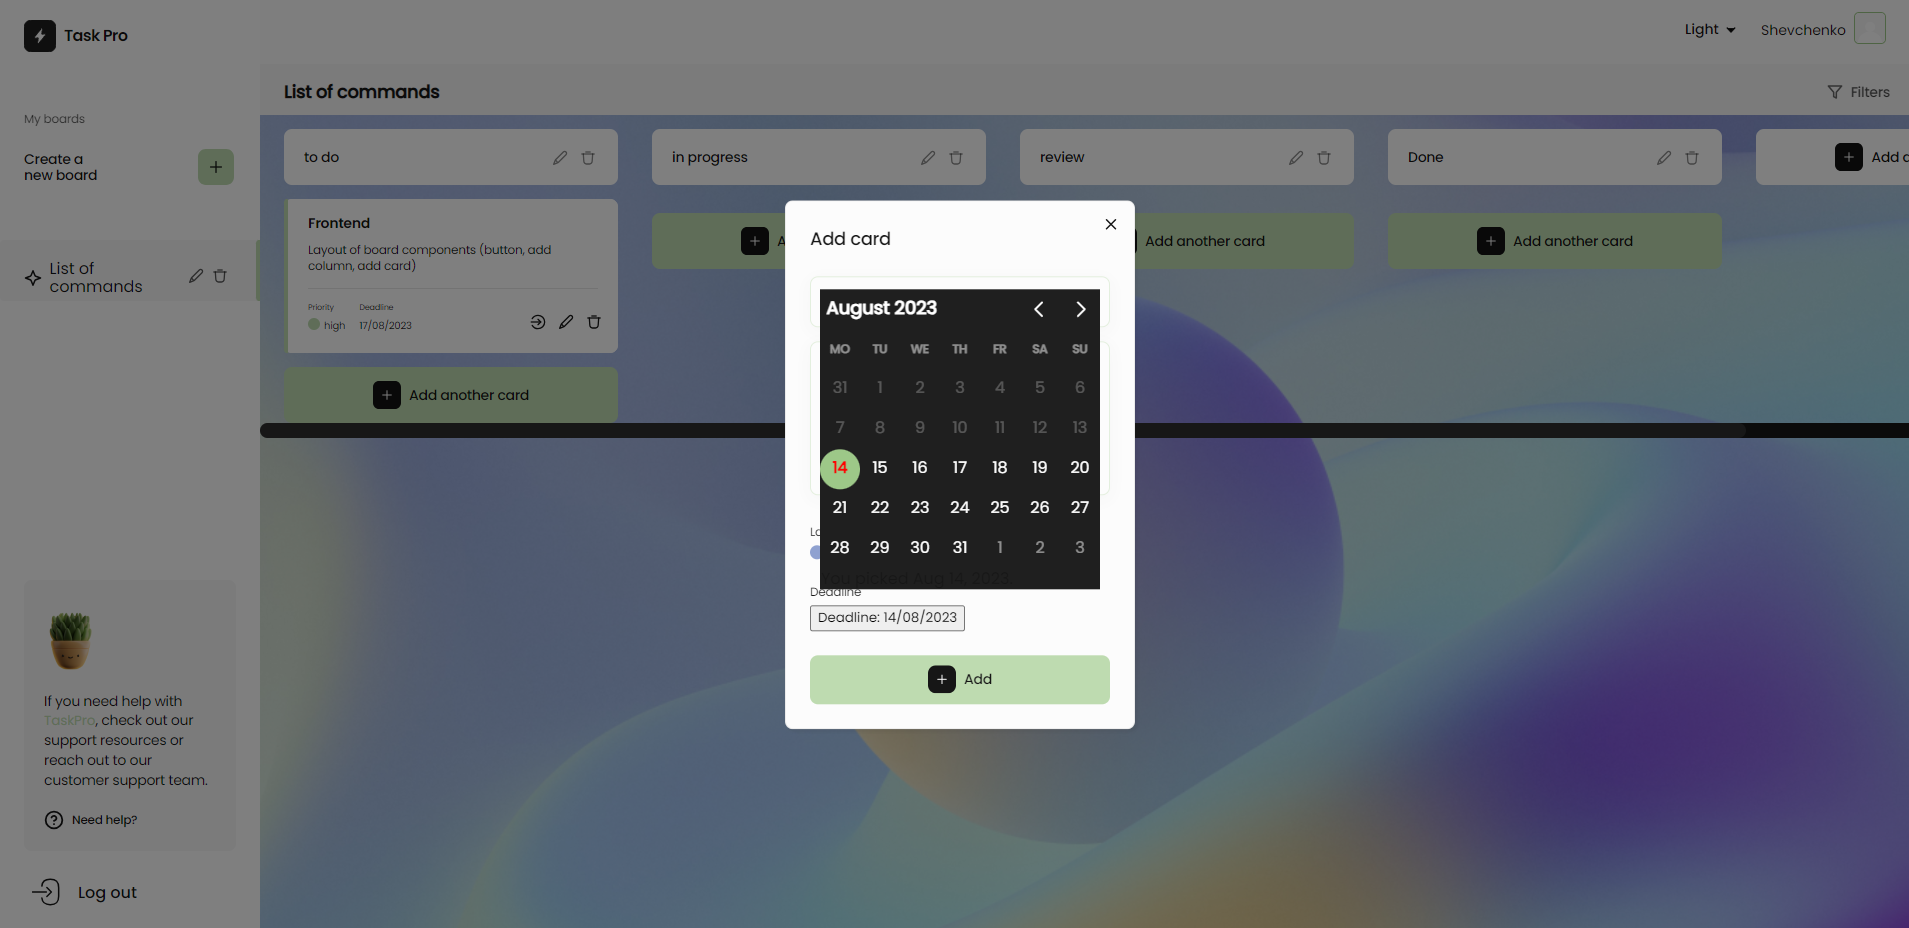 Task Pro
Light
Shevchenko
List of commands
Filters
My boards
Create a
new board
List of
commands
to do
in progress
review
Done
Frontend
Layout of board components (button, add
column, add card)
Priority
Deadline
high
17/08/2023
Add another card
Add another card
Add another card
Add card
August 2023
MO TU WE TH FR SA SU
31 1 2 3 4 5 6
7 8 9 10 11 12 13
14 15 16 17 18 19 20
21 22 23 24 25 26 27
28 29 30 31 1 2 3
You picked Aug 14, 2023
Deadline
Deadline: 14/08/2023
Add
If you need help with
TaskPro, check out our
support resources or
reach out to our
customer support team.
Need help?
Log out